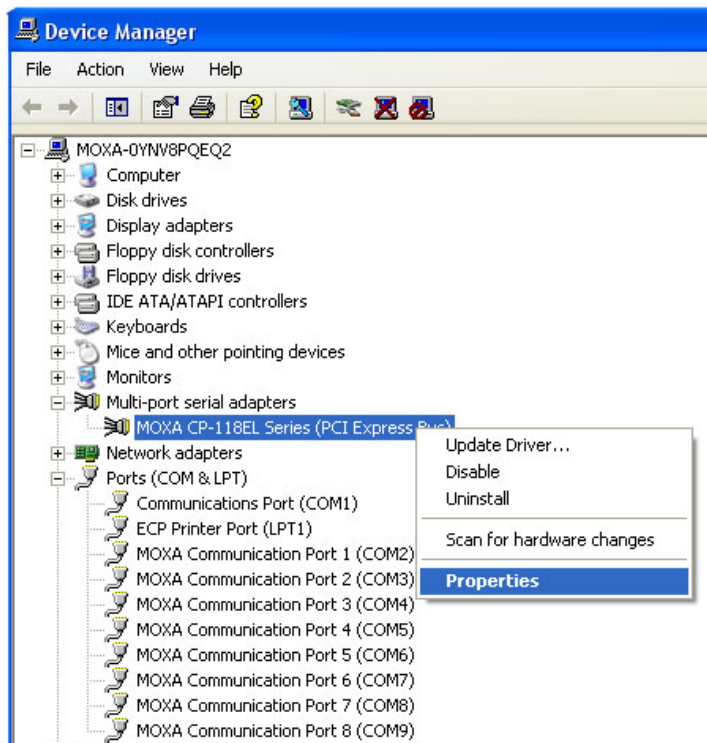 Device Manager
File Action View Help
MOXA-0YNV8PQEQ2
Computer
Disk drives
Display adapters
Floppy disk controllers
Floppy disk drives
IDE ATA/ATAPI controllers
Keyboards
Mice and other pointing devices
Monitors
Multi-port serial adapters
MOXA CP-118EL Series (PCI Express Bus)
Network adapters
Ports (COM & LPT)
Communications Port (COM1)
ECP Printer Port (LPT1)
MOXA Communication Port 1 (COM2)
MOXA Communication Port 2 (COM3)
MOXA Communication Port 3 (COM4)
MOXA Communication Port 4 (COM5)
MOXA Communication Port 5 (COM6)
MOXA Communication Port 6 (COM7)
MOXA Communication Port 7 (COM8)
MOXA Communication Port 8 (COM9)
Update Driver...
Disable
Uninstall
Scan for hardware changes
Properties